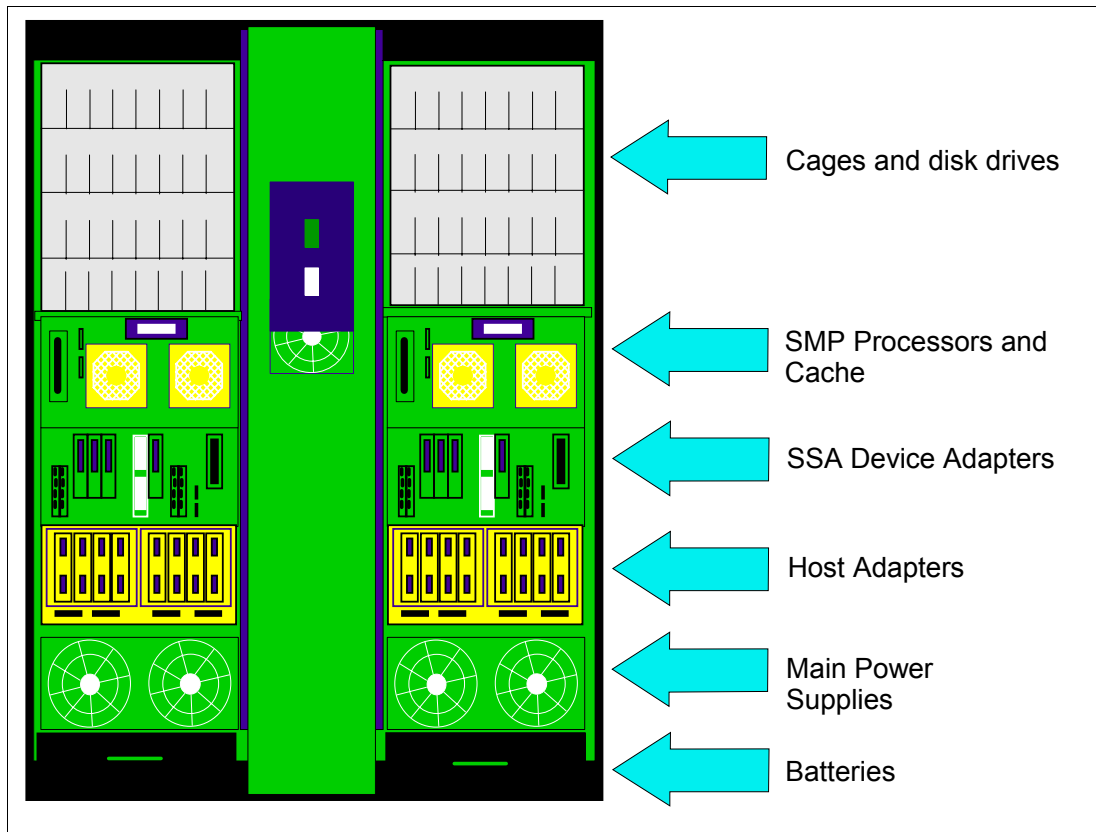 Cages and disk drives
SMP Processors and
Cache
SSA Device Adapters
Host Adapters
Main Power
Supplies
Batteries